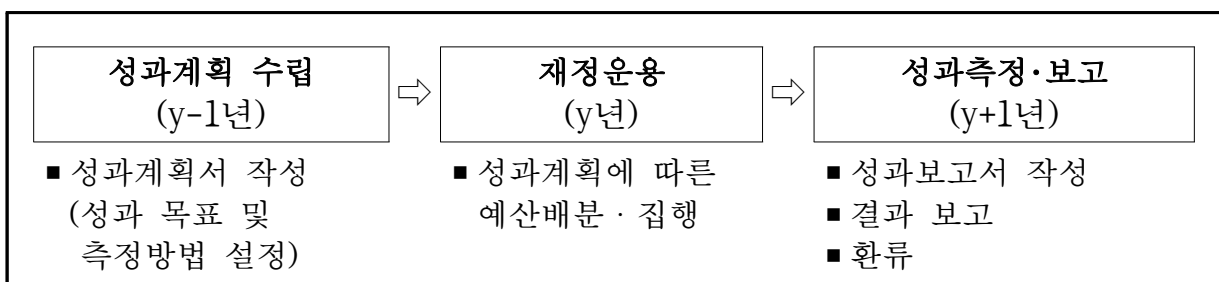 성과계획 수립
(y-1년)
⇨
재정운용
(y년)
⇨
성과측정·보고
(y+1년)
■ 성과계획서 작성
(성과 목표 및
측정방법 설정)
■ 성과계획에 따른
예산배분 · 집행
■ 성과보고서 작성
■ 결과 보고
■ 환류